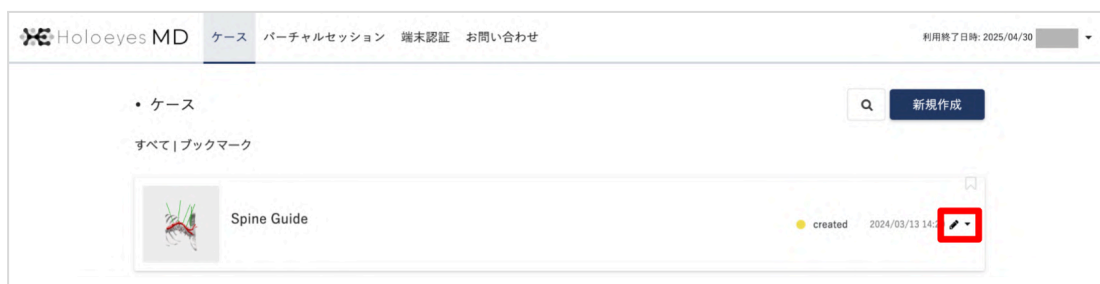 Holoeyes MD ケース バーチャルセッション 端末認証 お問い合わせ 利用終了日時: 2025/04/30
• ケース 新規作成
すべて | ブックマーク
Spine Guide created 2024/03/13 14:2